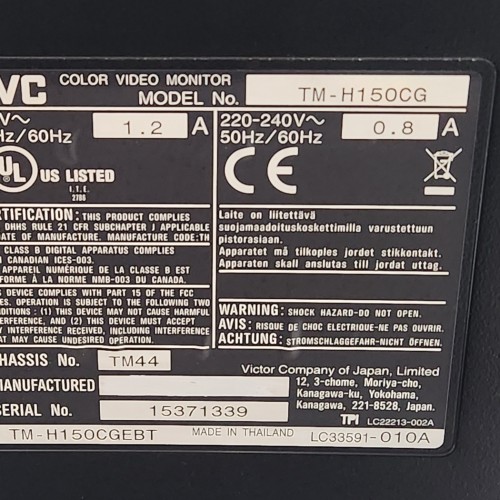 VC COLOR VIDEO MONITOR
MODEL No. TM-H150CG
V~ 1.2 A
Hz/60Hz
220-240V~ 0.8 A
50Hz/60Hz
UL US LISTED
I.T.E.
2786
CE
RTIFICATION: THIS PRODUCT COMPLIES
DHHS RULE 21 CFR SUBCHAPTER J APPLICABLE
DATE OF MANUFACTURE. MANUFACTURE CODE:TH
CLASS B DIGITAL APPARATUS COMPLIES
CANADIAN ICES-003.
APPAREIL NUMÉRIQUE DE LA CLASSE B EST
FORME A LA NORME NMB-003 DU CANADA.
S DEVICE COMPLIES WITH PART 15 OF THE FCC
OPERATION IS SUBJECT TO THE FOLLOWING TWO
DITIONS: (1) THIS DEVICE MAY NOT CAUSE HARMFUL
ERFERENCE, AND (2) THIS DEVICE MUST ACCEPT
Y INTERFERENCE RECEIVED, INCLUDING INTERFERENCE
T MAY CAUSE UNDESIRED OPERATION.
Laite on liitettävä
suojamaadoituskoskettimilla varustettuun
pistorasiaan.
Apparatet må tilkoples jordet stikkontakt.
Apparaten skall anslutas till jordat uttag.
WARNING: SHOCK HAZARD-DO NOT OPEN.
AVIS: RISQUE DE CHOC ELECTRIQUE-NE PAS OUVRIR.
ACHTUNG: STROMSCHLAGGEFAHR-NICHT ÖFFNEN.
CHASSIS No. TM44
MANUFACTURED
SERIAL No. 15371339
Victor Company of Japan, Limited
12, 3-chome, Moriya-cho,
Kanagawa-ku, Yokohama,
Kanagawa, 221-8528, Japan.
TPI LC22213-002A
TM-H150CGEBT MADE IN THAILAND LC33591-010A